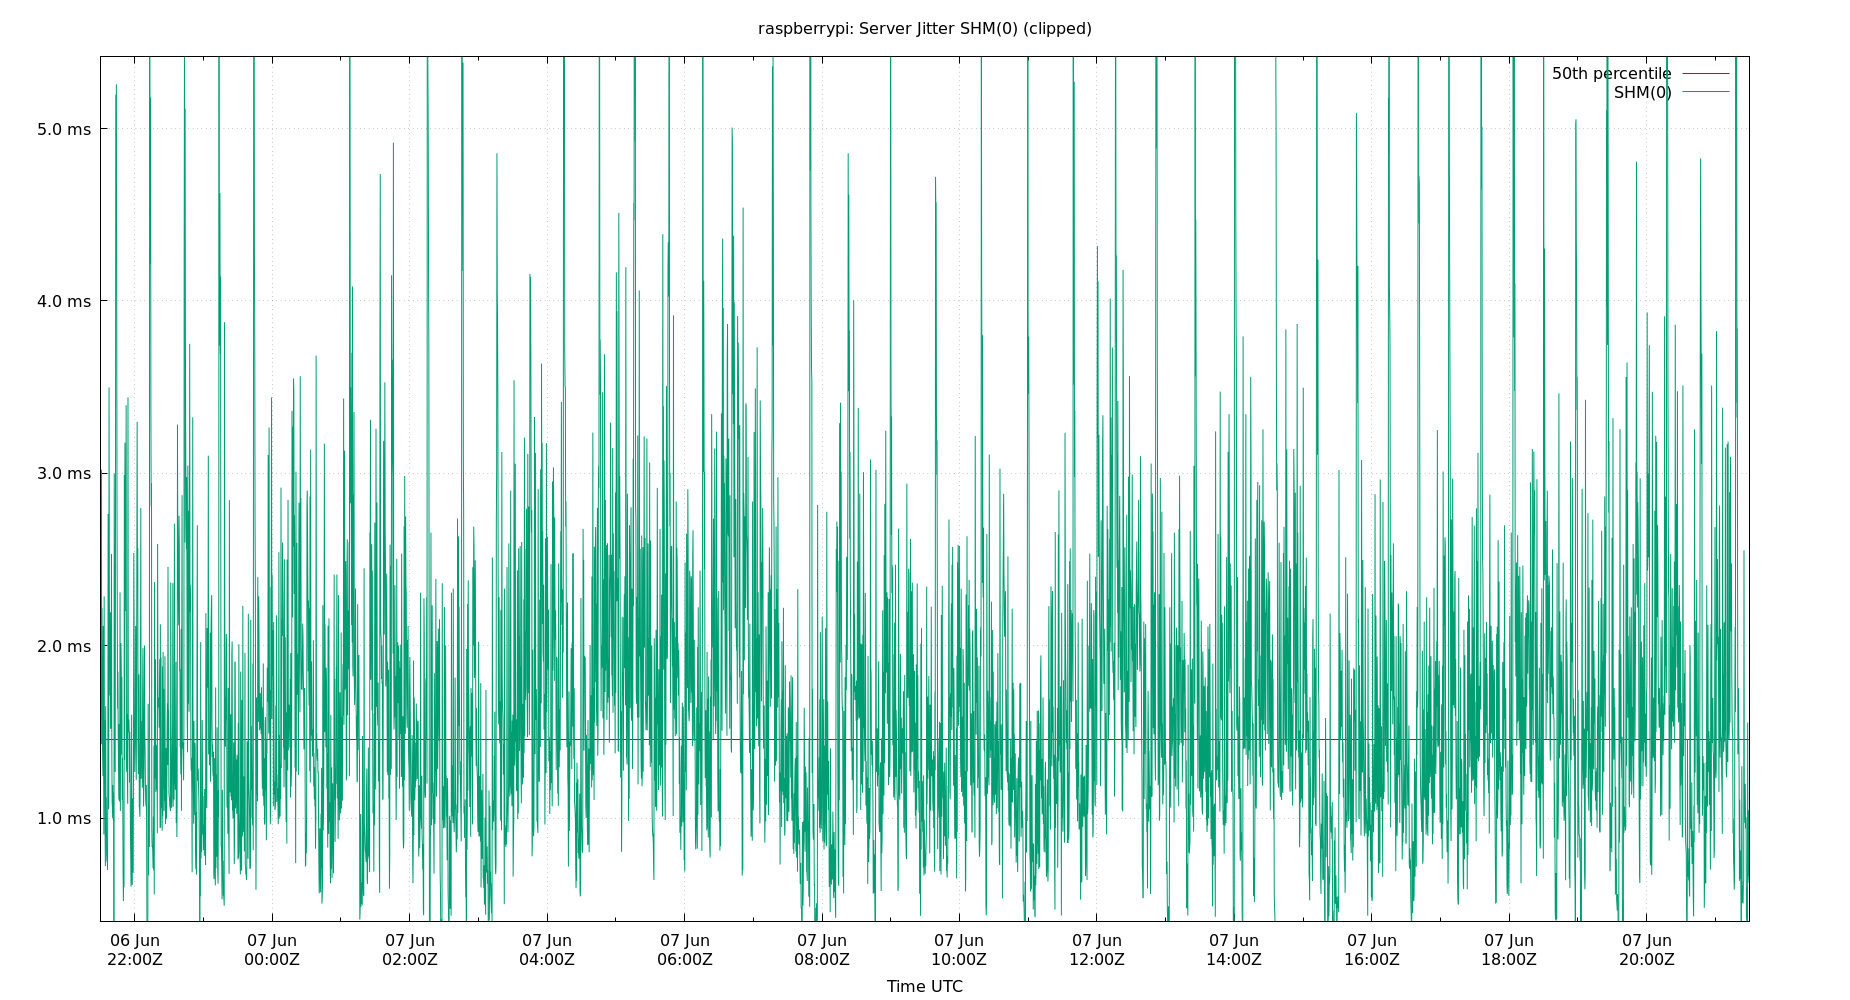 raspberrypi: Server Jitter SHM(0) (clipped)
50th percentile
SHM(0)
5.0 ms
4.0 ms
3.0 ms
2.0 ms
1.0 ms
06 Jun 07 Jun 07 Jun 07 Jun 07 Jun 07 Jun 07 Jun 07 Jun 07 Jun 07 Jun 07 Jun 07 Jun
22:00Z 00:00Z 02:00Z 04:00Z 06:00Z 08:00Z 10:00Z 12:00Z 14:00Z 16:00Z 18:00Z 20:00Z
Time UTC